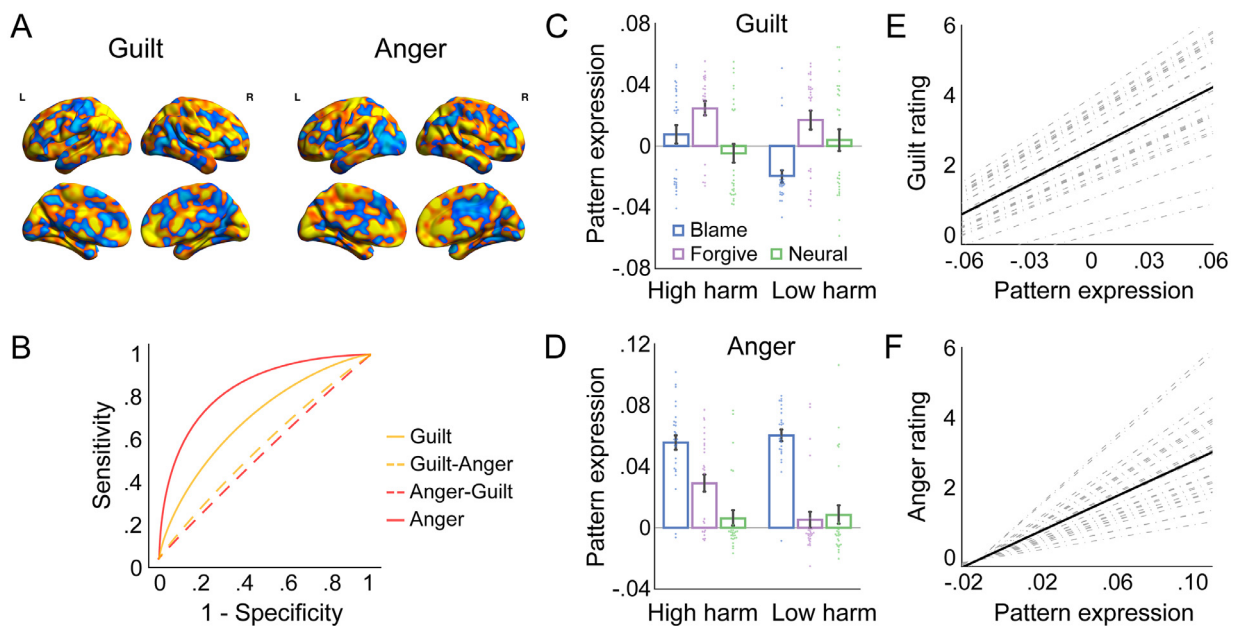 A
Guilt
Anger
L
R
L
R
B
Sensitivity
1
.8
.6
.4
.2
0
0 .2 .4 .6 .8 1
1 - Specificity
Guilt
Guilt-Anger
Anger-Guilt
Anger
C
Guilt
Pattern expression
.08
.04
0
-.04
-.08
Blame
Forgive Neural
High harm Low harm
D
Anger
Pattern expression
.12
.08
.04
0
-.04
High harm Low harm
E
Guilt rating
6
4
2
0
-.06 -.03 0 .03 .06
Pattern expression
F
Anger rating
6
4
2
0
-.02 .02 .06 .10
Pattern expression